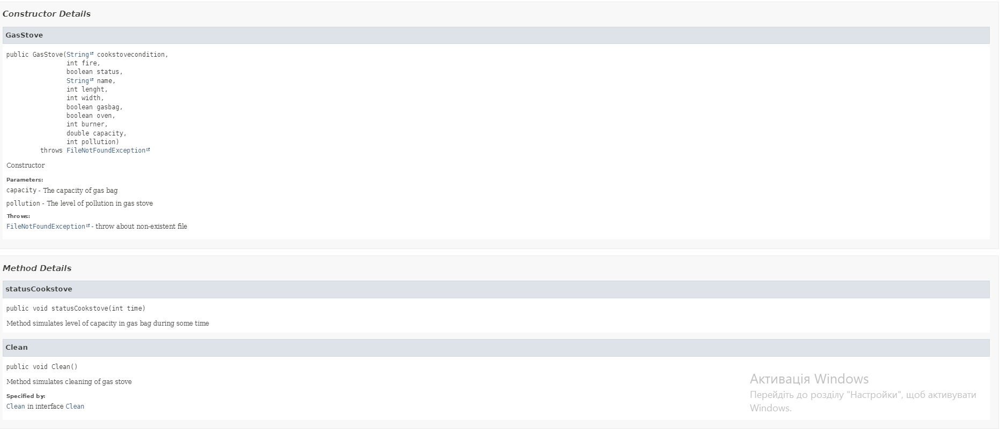 Constructor Details
GasStove
public GasStove(String cookstovecondition,
int fire,
boolean status,
String name,
int lenght,
int width,
boolean gasbag,
boolean oven,
int burner,
double capacity,
int pollution)
throws FileNotFoundException
Constructor
Parameters:
capacity - The capacity of gas bag
pollution - The level of pollution in gas stove
Throws:
FileNotFoundException - throw about non-existent file
Method Details
statusCookstove
public void statusCookstove(int time)
Method simulates level of capacity in gas bag during some time
Clean
public void Clean()
Method simulates cleaning of gas stove
Specified by:
Clean in interface Clean
Активація Windows
Перейдіть до розділу "Настройки", щоб активувати
Windows.